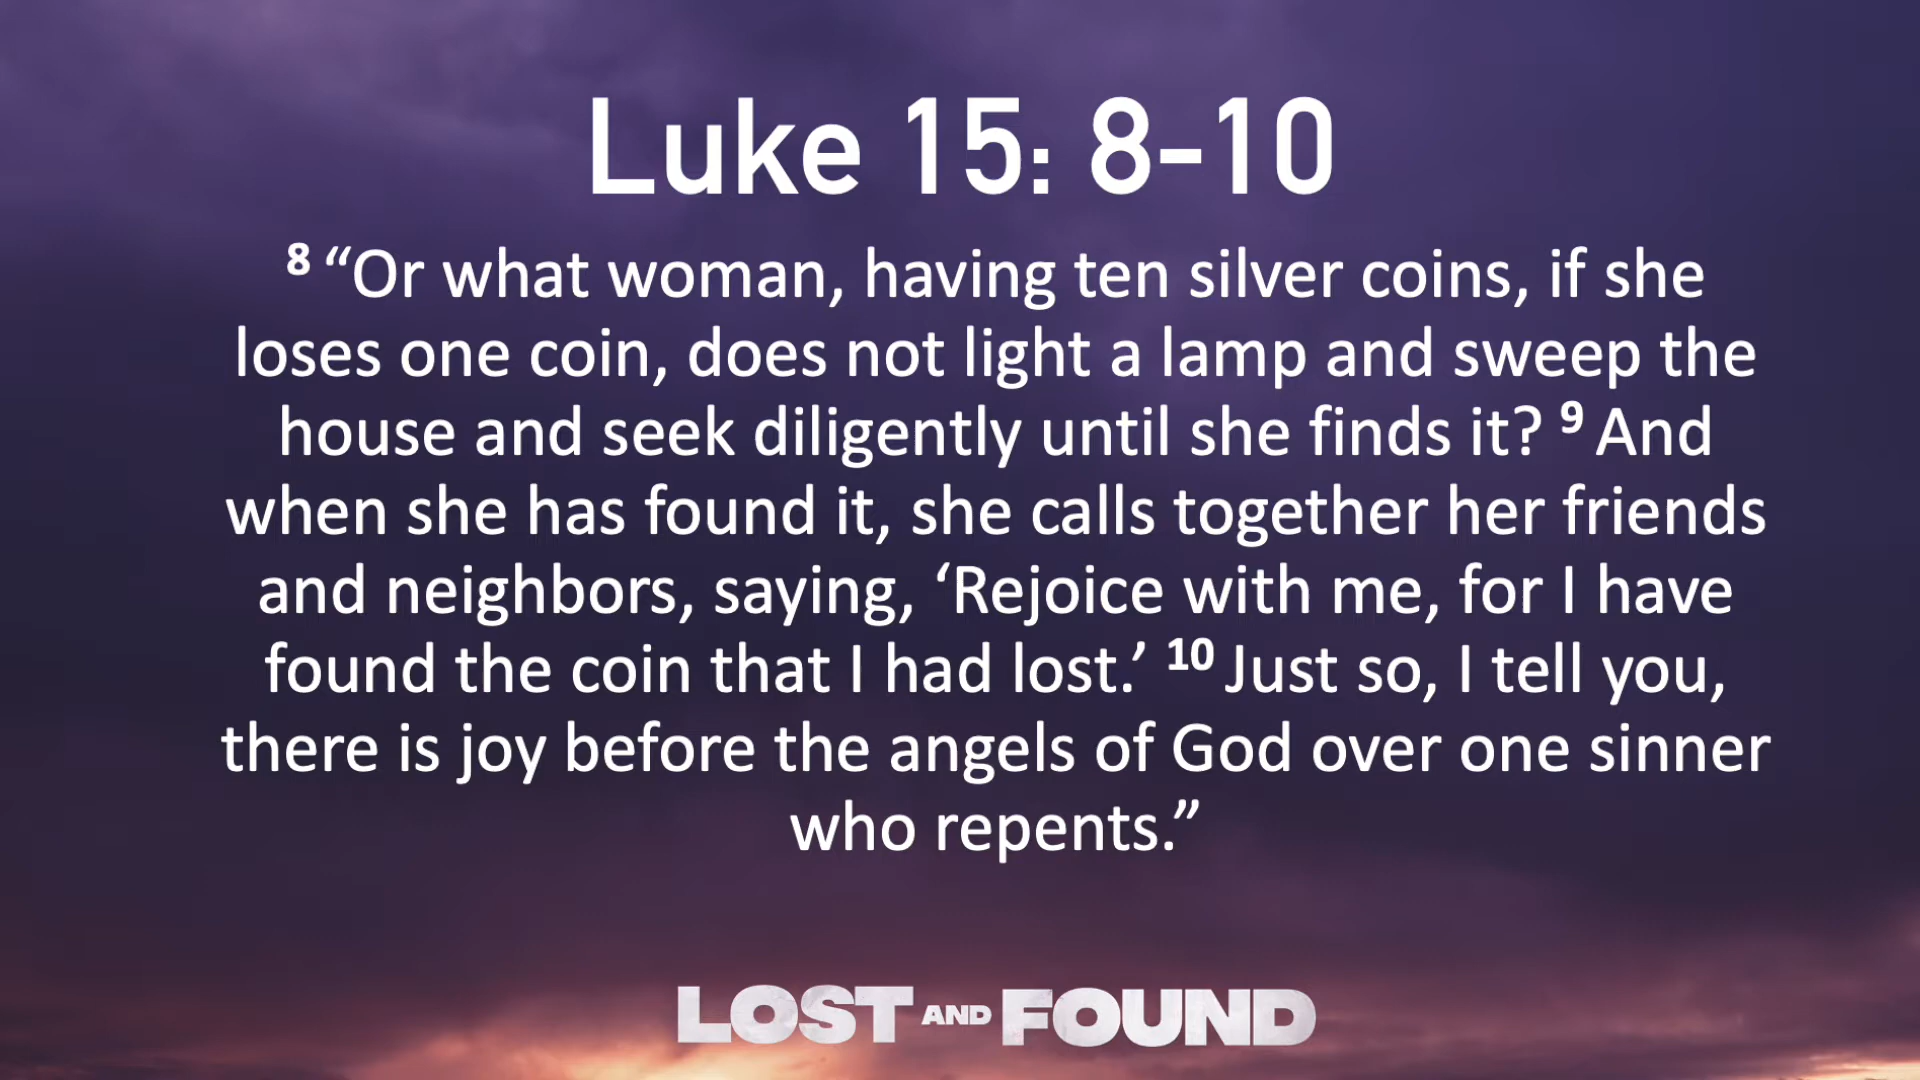 Luke 15: 8-10
8 “Or what woman, having ten silver coins, if she
loses one coin, does not light a lamp and sweep the
house and seek diligently until she finds it? 9 And
when she has found it, she calls together her friends
and neighbors, saying, ‘Rejoice with me, for I have
found the coin that I had lost.’ 10 Just so, I tell you,
there is joy before the angels of God over one sinner
who repents.”
LOST AND FOUND